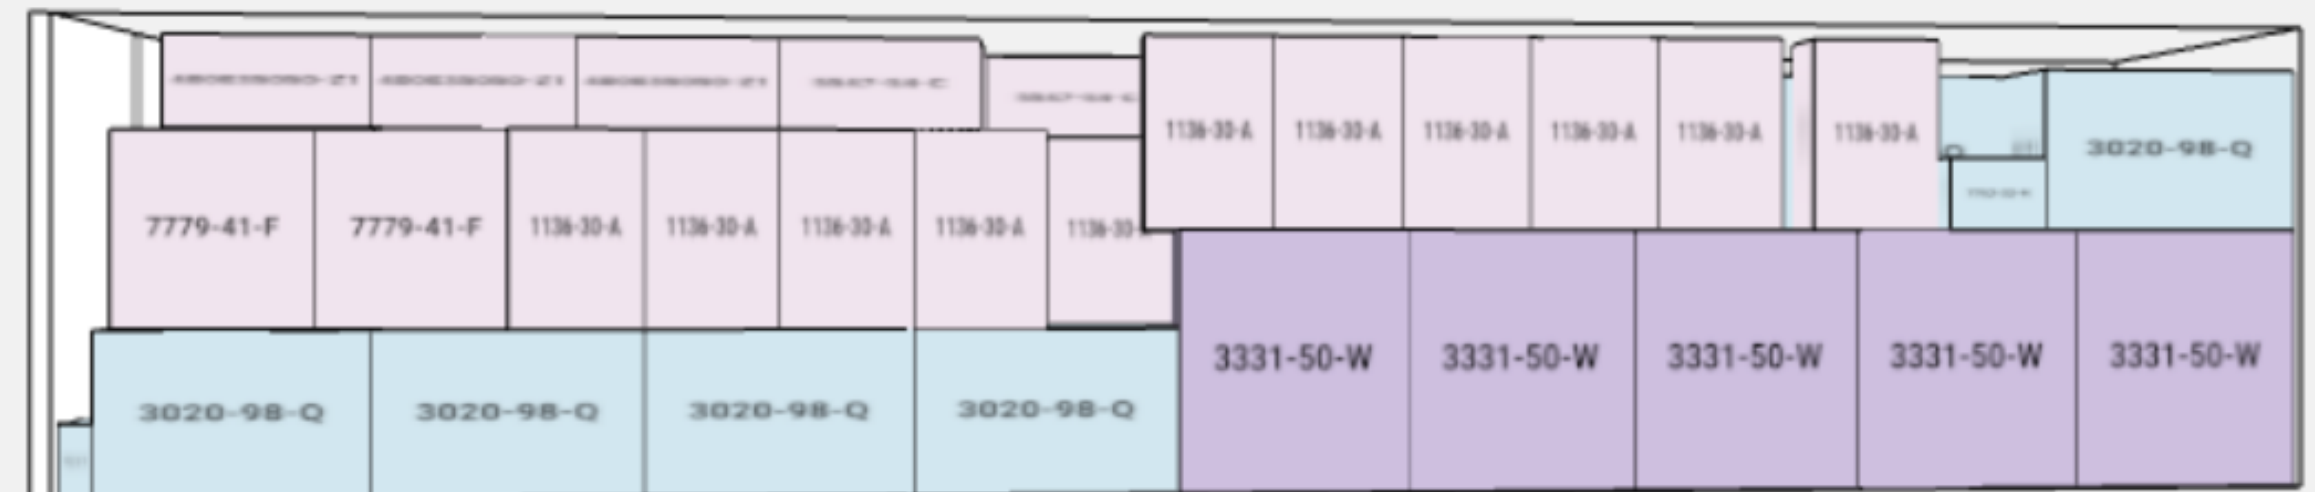 1136-30-A 1136-30-A 1136-30-A 1136-30-A 1136-30-A 1136-30-A 3020-98-Q
7779-41-F 7779-41-F 1136-30-A 1136-30-A 1136-30-A 1136-30-A 1136-30-
3331-50-W 3331-50-W 3331-50-W 3331-50-W 3331-50-W
3020-98-Q 3020-98-Q 3020-98-Q 3020-98-Q